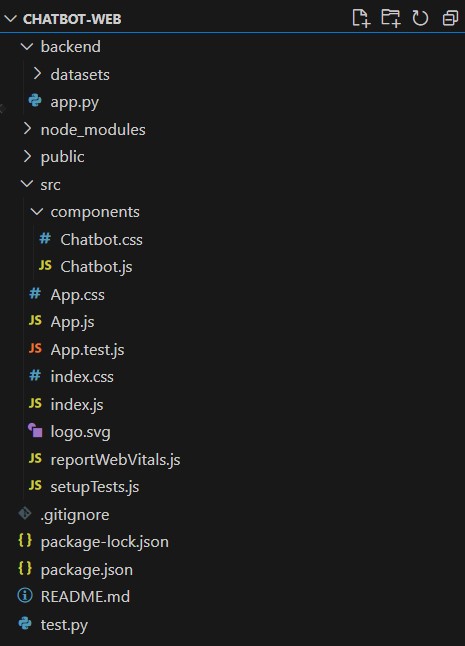 CHATBOT-WEB
backend
datasets
app.py
node_modules
public
src
components
# Chatbot.css
JS Chatbot.js
# App.css
JS App.js
JS App.test.js
# index.css
JS index.js
logo.svg
JS reportWebVitals.js
JS setupTests.js
.gitignore
{} package-lock.json
{} package.json
README.md
test.py